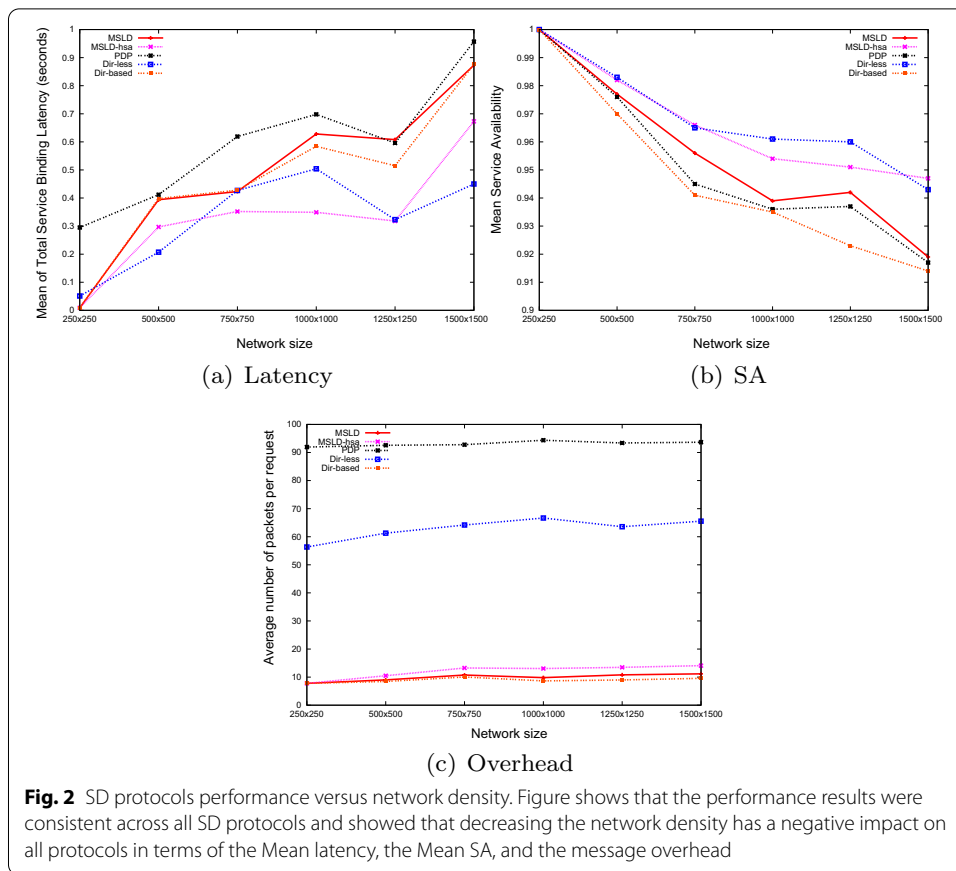 Mean of Total Service Binding Latency (seconds)
1
0.9
0.8
0.7
0.6
0.5
0.4
0.3
0.2
0.1
0
MSLD
MSLD-hsa
PDP
Dir-less
Dir-based
250x250 500x500 750x750 1000x1000 1250x1250 1500x1500
Network size
(a) Latency
Mean Service Availability
1
0.99
0.98
0.97
0.96
0.95
0.94
0.93
0.92
0.91
0.9
MSLD
MSLD-hsa
PDP
Dir-less
Dir-based
250x250 500x500 750x750 1000x1000 1250x1250 1500x1500
Network size
(b) SA
Average number of packets per request
100
90
80
70
60
50
40
30
20
10
0
MSLD
MSLD-hsa
PDP
Dir-less
Dir-based
250x250 500x500 750x750 1000x1000 1250x1250 1500x1500
Network size
(c) Overhead
Fig. 2 SD protocols performance versus network density. Figure shows that the performance results were
consistent across all SD protocols and showed that decreasing the network density has a negative impact on
all protocols in terms of the Mean latency, the Mean SA, and the message overhead